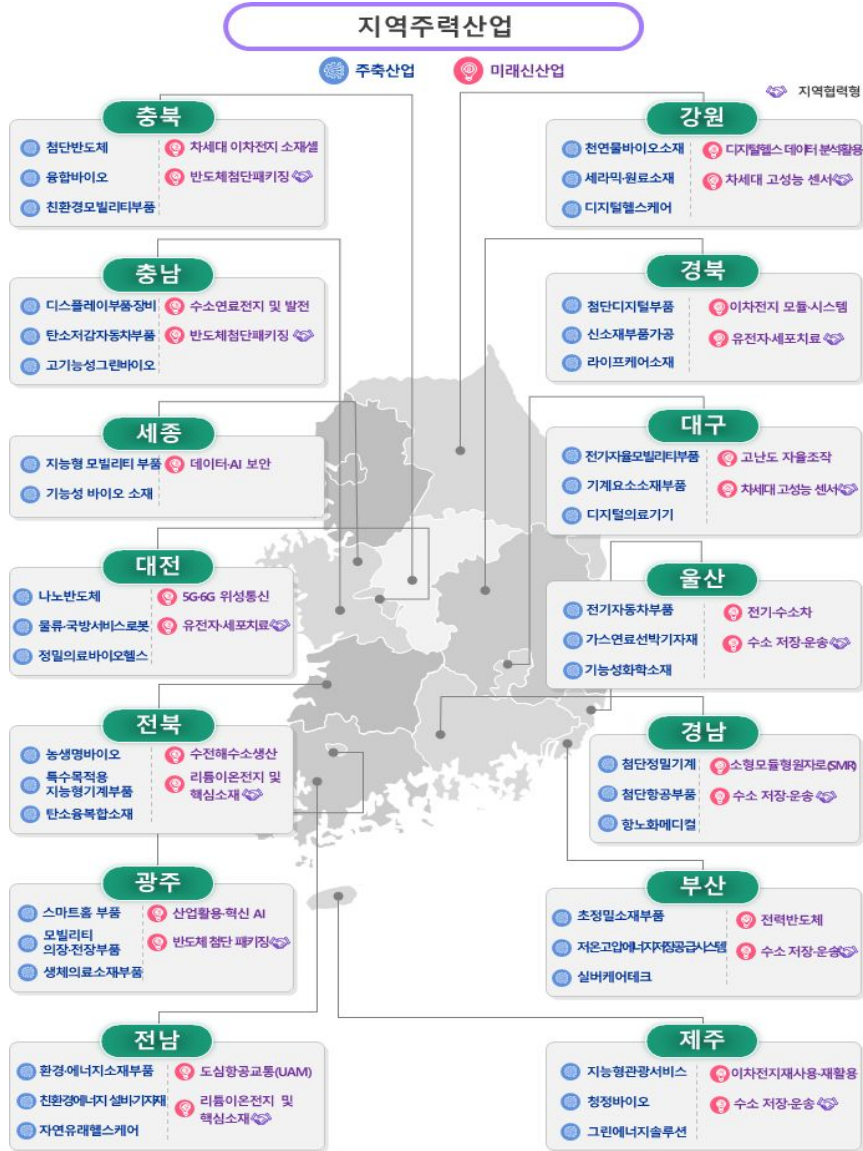 지역주력산업
주축산업
미래신산업
지역협력형
충북
첨단반도체
융합바이오
친환경모빌리티부품
차세대 이차전지 소재·셀
반도체첨단패키징
충남
디스플레이부품·장비
탄소저감자동차부품
고기능성그린바이오
수소연료전지 및 발전
반도체첨단패키징
세종
지능형 모빌리티 부품
기능성 바이오 소재
데이터·AI 보안
대전
나노반도체
물류·국방서비스로봇
정밀의료바이오헬스
5G·6G 위성통신
유전자·세포치료
전북
농생명바이오
특수목적용
지능형기계부품
탄소융복합소재
수전해수소생산
리튬이온전지 및
핵심소재
광주
스마트홈 부품
모빌리티
의장·전장부품
생체의료소재부품
산업활용·혁신 AI
반도체 첨단 패키징
전남
환경·에너지소재부품
친환경에너지 설비·기자재
자연유래헬스케어
도심항공교통(UAM)
리튬이온전지 및
핵심소재
강원
천연물바이오소재
세라믹·원료소재
디지털헬스케어
디지털헬스 데이터 분석활용
차세대 고성능 센서
경북
첨단디지털부품
신소재부품가공
라이프케어소재
이차전지 모듈·시스템
유전자·세포치료
대구
전기자율모빌리티부품
기계요소소재부품
디지털의료기기
고난도 자율조작
차세대 고성능 센서
울산
전기자동차부품
가스연료선박기자재
기능성화학소재
전기·수소차
수소 저장·운송
경남
첨단정밀기계
첨단항공부품
항노화메디컬
소형모듈형원자로(SMR)
수소 저장·운송
부산
초정밀소재부품
저온고압에너지저장공급시스템
실버케어테크
전력반도체
수소 저장·운송
제주
지능형관광서비스
청정바이오
그린에너지솔루션
이차전지재사용·재활용
수소 저장·운송